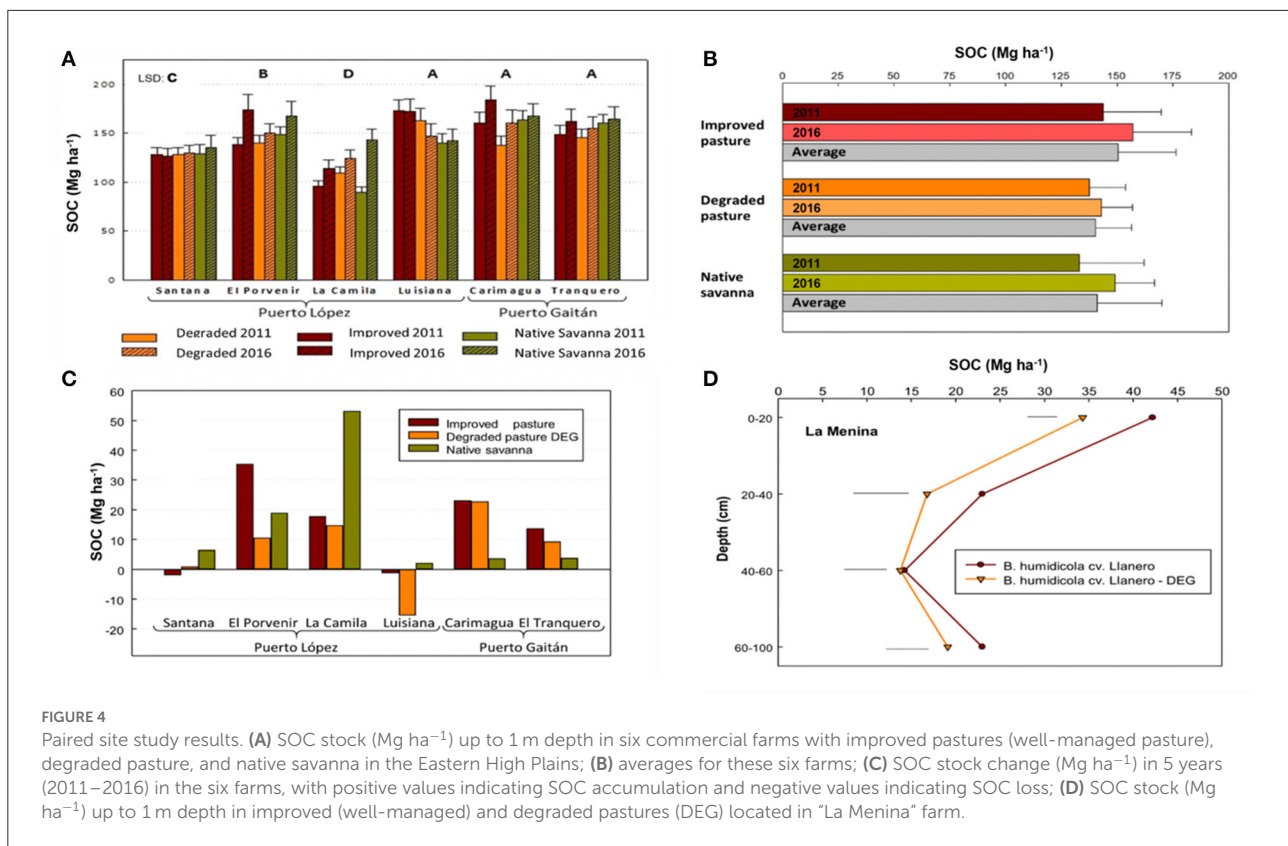 A
LSD: C B D A A A
SOC (Mg ha⁻¹)
200
150
100
50
0
Santana El Porvenir La Camila Luisiana Carimagua Tranquero
Puerto López Puerto Gaitán
Degraded 2011 Improved 2011 Native Savanna 2011
Degraded 2016 Improved 2016 Native Savanna 2016
B
SOC (Mg ha⁻¹)
0 25 50 75 100 125 150 175 200
Improved pasture
2011
2016
Average
Degraded pasture
2011
2016
Average
Native savanna
2011
2016
Average
C
SOC (Mg ha⁻¹)
60
50
40
30
20
10
0
-10
-20
Improved pasture
Degraded pasture DEG
Native savanna
Santana El Porvenir La Camila Luisiana Carimagua El Tranquero
Puerto López Puerto Gaitán
D
SOC (Mg ha⁻¹)
0 5 10 15 20 25 30 35 40 45 50
La Menina
Depth (cm)
0-20
20-40
40-60
60-100
B. humidicola cv. Llanero
B. humidicola cv. Llanero - DEG
FIGURE 4
Paired site study results. (A) SOC stock (Mg ha⁻¹) up to 1 m depth in six commercial farms with improved pastures (well-managed pasture),
degraded pasture, and native savanna in the Eastern High Plains; (B) averages for these six farms; (C) SOC stock change (Mg ha⁻¹) in 5 years
(2011–2016) in the six farms, with positive values indicating SOC accumulation and negative values indicating SOC loss; (D) SOC stock (Mg
ha⁻¹) up to 1 m depth in improved (well-managed) and degraded pastures (DEG) located in “La Menina” farm.